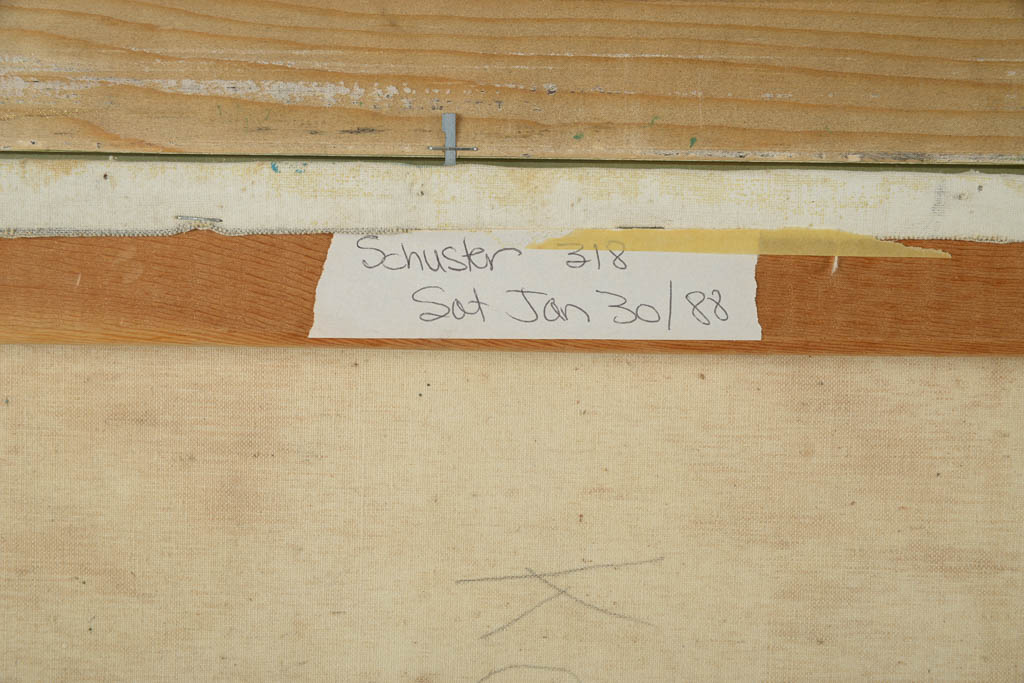 Schuster 318
Sat Jan 30/88